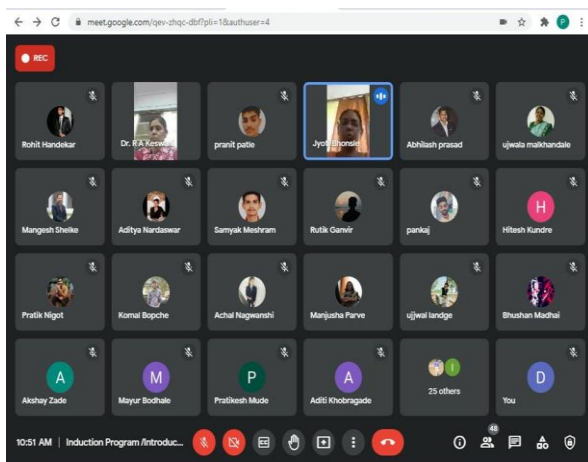 meet.google.com/qev-zhqc-dbf?pli=1&authuser=4
P
REC
Rohit Handekar
Dr. R A Keswani
pranit patle
Jyoti Bhonsle
Abhilash prasad
ujwala malkhandale
Mangesh Sheike
Aditya Nardaswar
Samyak Meshram
Rutik Ganvir
pankaj
H
Hitesh Kundre
Pratik Nigot
Komal Bopche
Achal Nagwanshi
Manjusha Parve
ujjwal landge
Bhushan Madhai
A
Akshay Zade
M
Mayur Bodhale
P
Pratikesh Mude
A
Aditi Khobragade
25 others
D
You
10:51 AM | Induction Program /Introduc...
48